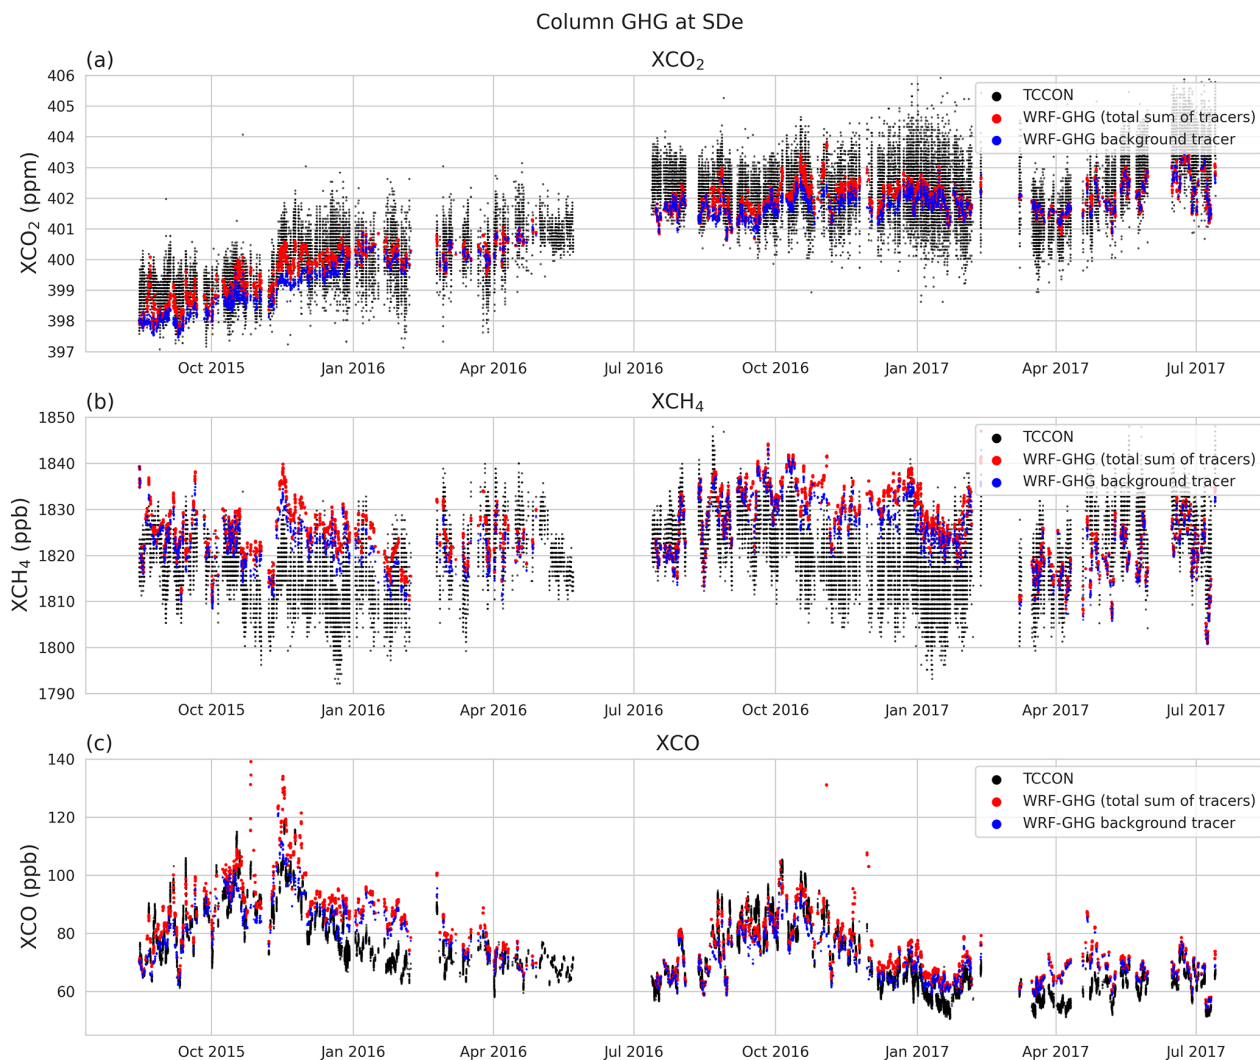 Column GHG at SDe
(a) XCO₂
XCO₂ (ppm)
406
405
404
403
402
401
400
399
398
397
TCCON
WRF-GHG (total sum of tracers)
WRF-GHG background tracer
Oct 2015 Jan 2016 Apr 2016 Jul 2016 Oct 2016 Jan 2017 Apr 2017 Jul 2017
(b) XCH₄
XCH₄ (ppb)
1850
1840
1830
1820
1810
1800
1790
TCCON
WRF-GHG (total sum of tracers)
WRF-GHG background tracer
Oct 2015 Jan 2016 Apr 2016 Jul 2016 Oct 2016 Jan 2017 Apr 2017 Jul 2017
(c) XCO
XCO (ppb)
140
120
100
80
60
TCCON
WRF-GHG (total sum of tracers)
WRF-GHG background tracer
Oct 2015 Jan 2016 Apr 2016 Jul 2016 Oct 2016 Jan 2017 Apr 2017 Jul 2017